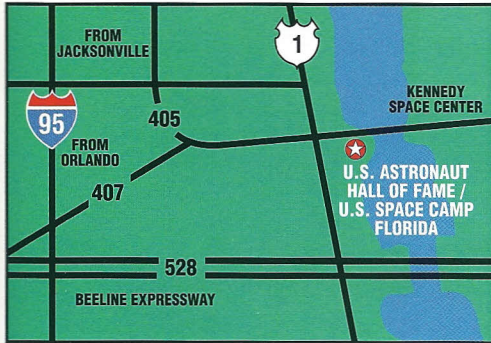 FROM
JACKSONVILLE
1
KENNEDY
SPACE CENTER
95
405
FROM
ORLANDO
U.S. ASTRONAUT
HALL OF FAME /
U.S. SPACE CAMP
FLORIDA
407
528
BEELINE EXPRESSWAY